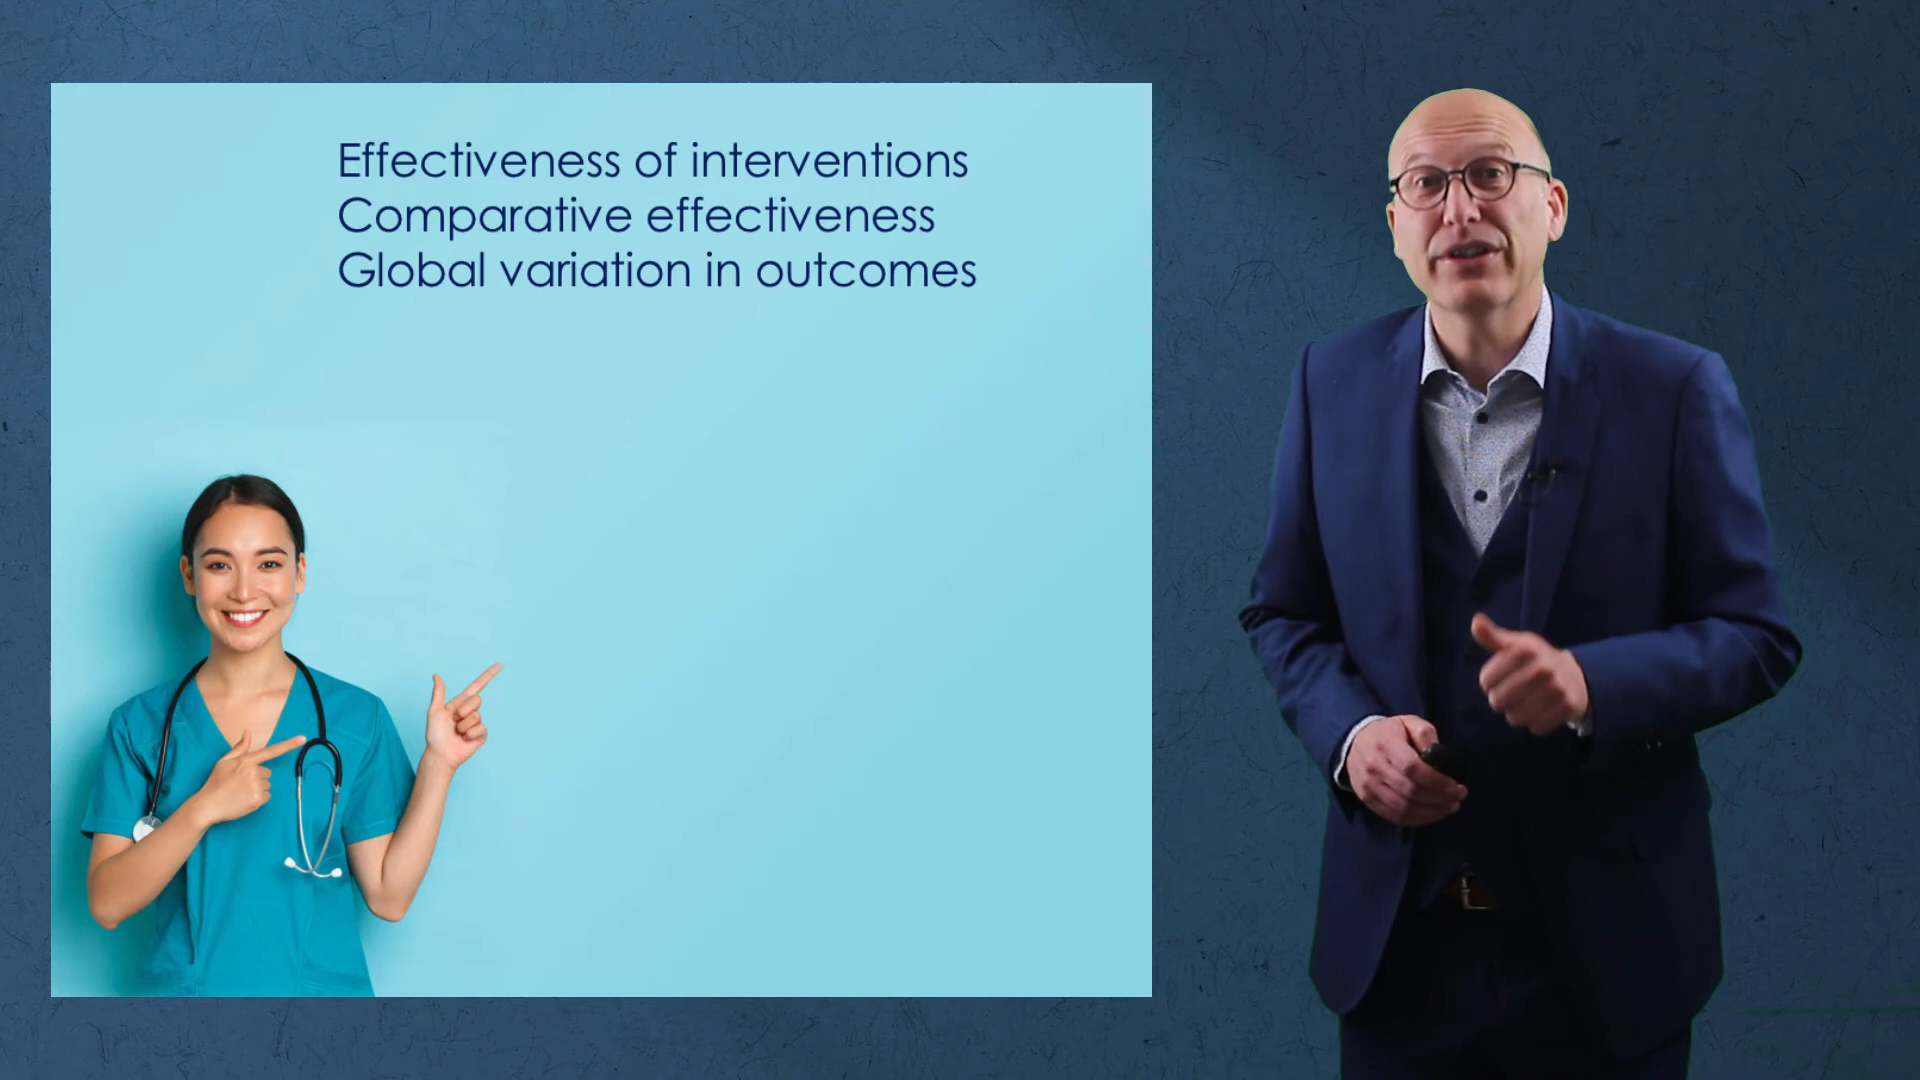 Effectiveness of interventions
Comparative effectiveness
Global variation in outcomes